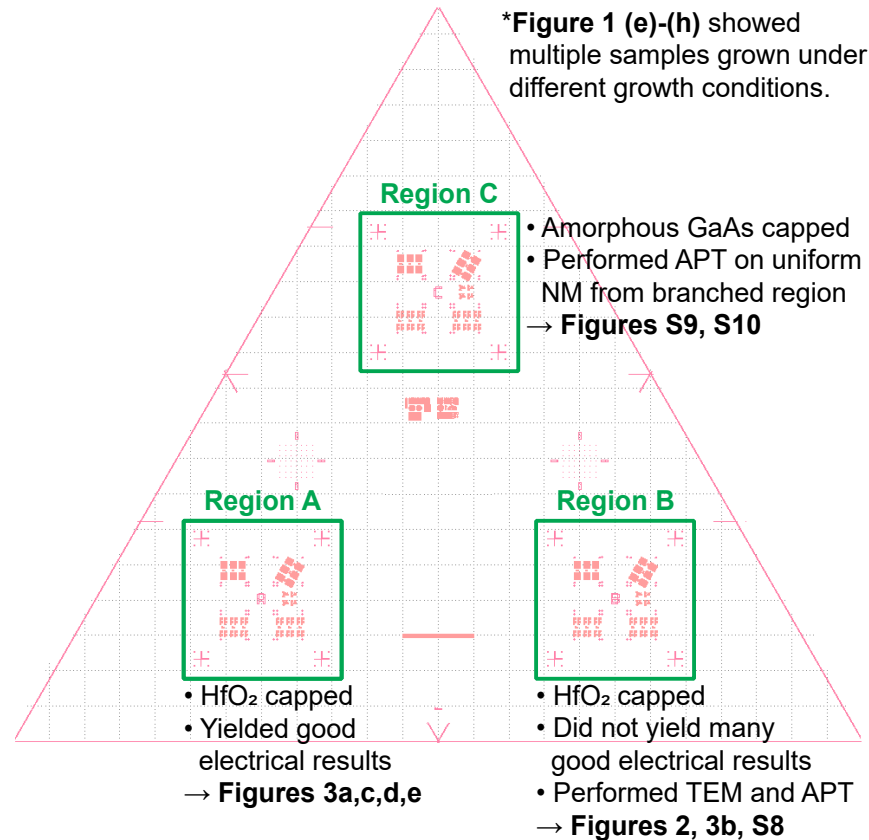 *Figure 1 (e)-(h) showed
multiple samples grown under
different growth conditions.
Region C
• Amorphous GaAs capped
• Performed APT on uniform
NM from branched region
→ Figures S9, S10
C
Region A
Region B
A
B
• HfO₂ capped
• Yielded good
electrical results
→ Figures 3a,c,d,e
• HfO₂ capped
• Did not yield many
good electrical results
• Performed TEM and APT
→ Figures 2, 3b, S8